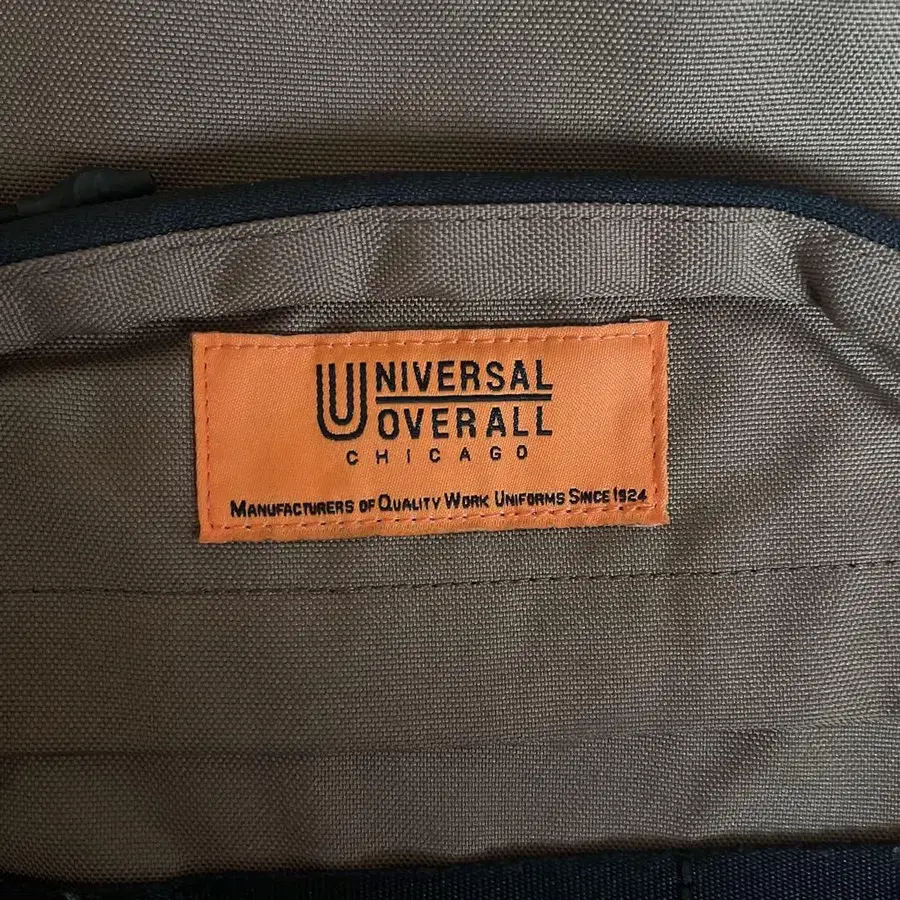 UNIVERSAL
OVERALL
CHICAGO
MANUFACTURERS OF QUALITY WORK UNIFORMS SINCE 1924